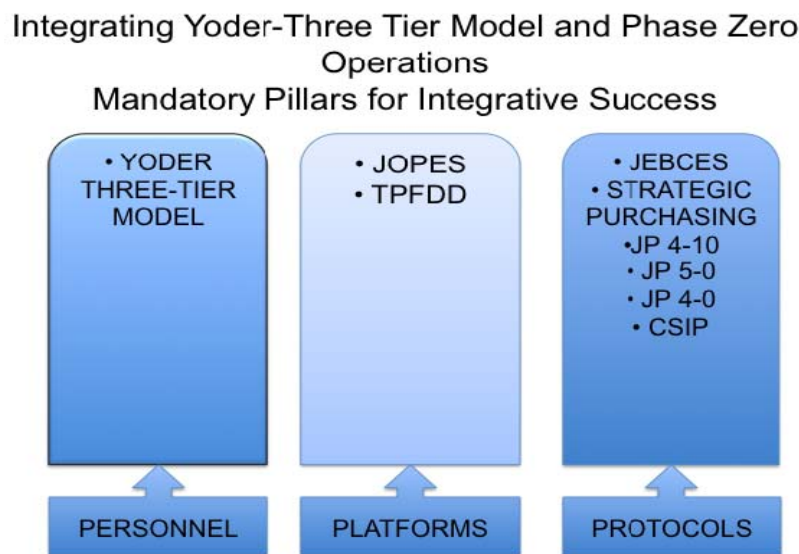 Integrating Yoder-Three Tier Model and Phase Zero
Operations
Mandatory Pillars for Integrative Success
• YODER
THREE-TIER
MODEL
• JOPES
• TPFDD
• JEBCES
• STRATEGIC
PURCHASING
•JP 4-10
• JP 5-0
• JP 4-0
• CSIP
PERSONNEL
PLATFORMS
PROTOCOLS